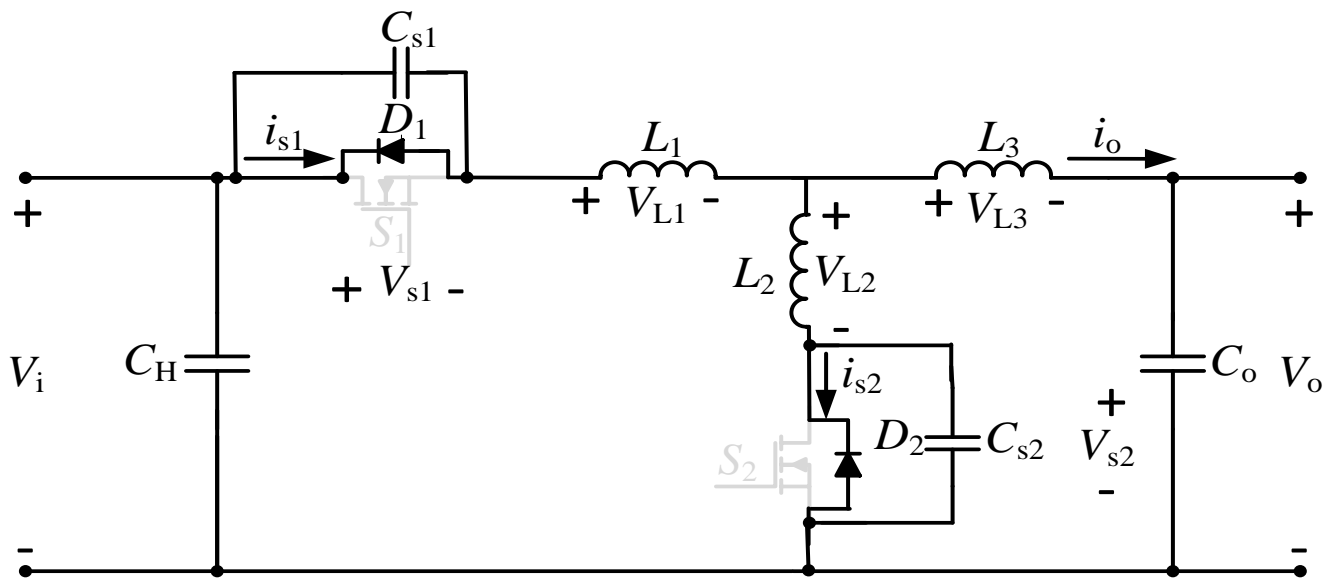 Cs1
is1
D1
L1
L3
io
+
+ VL1 -
+
+ VL3 -
+
S1
+ Vs1 -
L2
VL2
-
Vi
CH
is2
Co
Vo
S2
D2
Cs2
+
Vs2
-
-
-